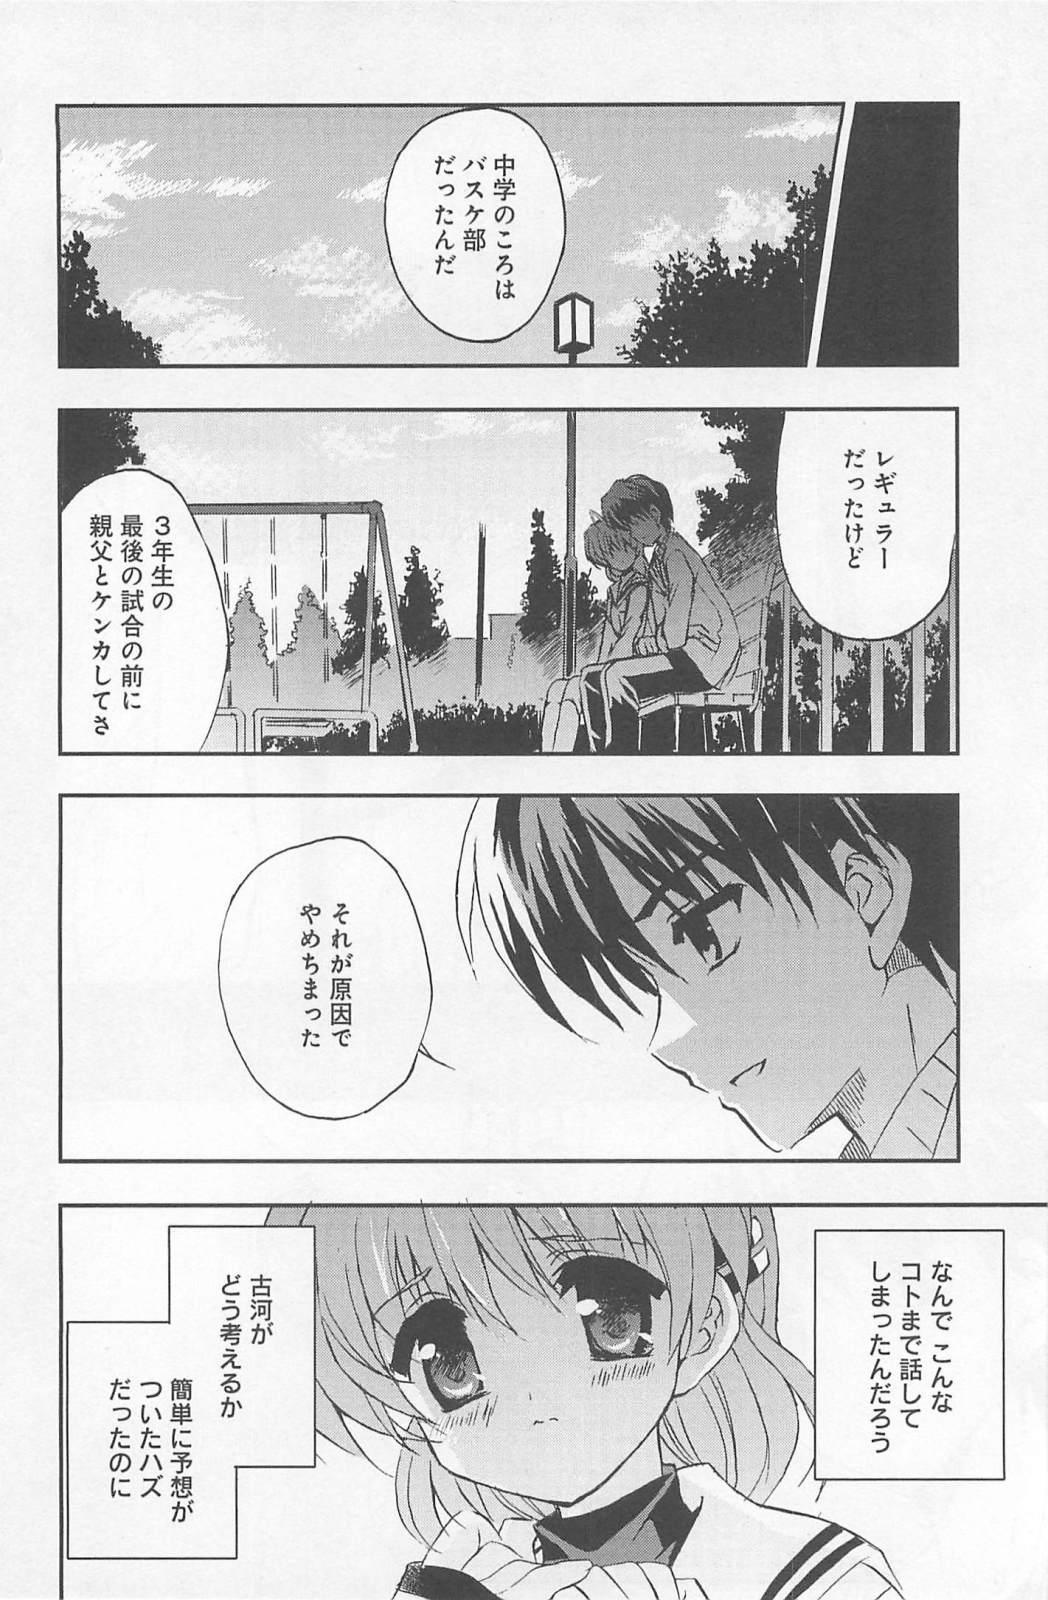 中学のころは
バスケ部
だったんだ
レギュラー
だったけど
3年生の
最後の試合の前に
親父とケンカしてさ
それが原因で
やめちまった
なんで こんな
コトまで話して
しまったんだろう
古河が
どう考えるか
簡単に予想が
ついたハズ
だったのに